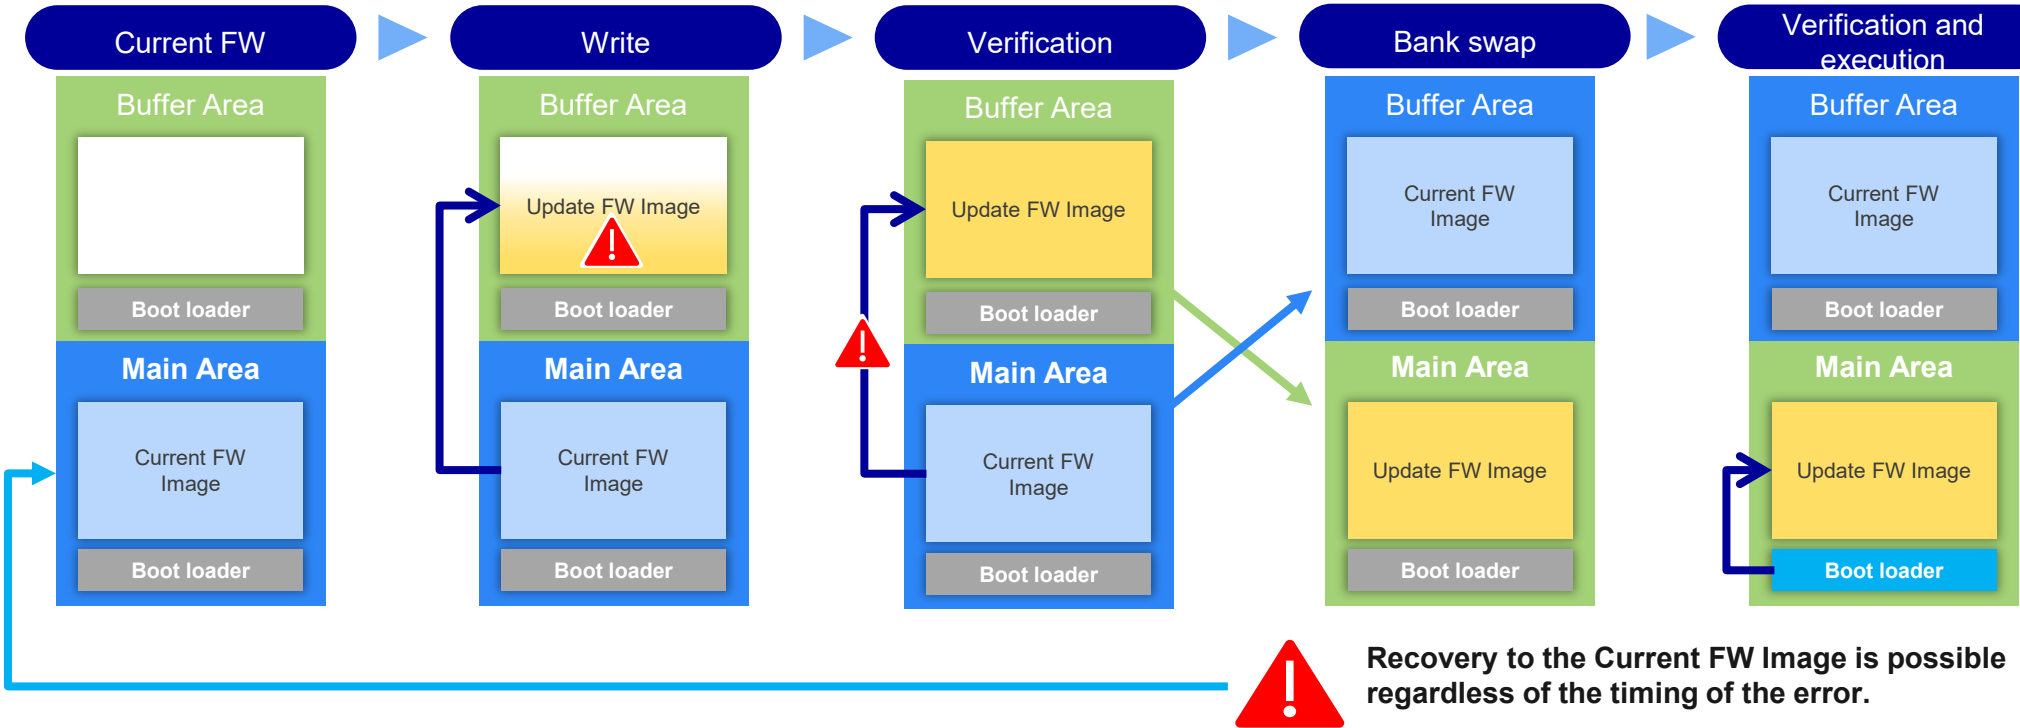 Current FW
Write
Verification
Bank swap
Verification and
execution
Buffer Area
Boot loader
Main Area
Current FW
Image
Boot loader
Buffer Area
Update FW Image
Boot loader
Main Area
Current FW
Image
Boot loader
Buffer Area
Update FW Image
Boot loader
Main Area
Current FW
Image
Boot loader
Buffer Area
Current FW
Image
Boot loader
Main Area
Update FW Image
Boot loader
Buffer Area
Current FW
Image
Boot loader
Main Area
Update FW Image
Boot loader
Recovery to the Current FW Image is possible
regardless of the timing of the error.